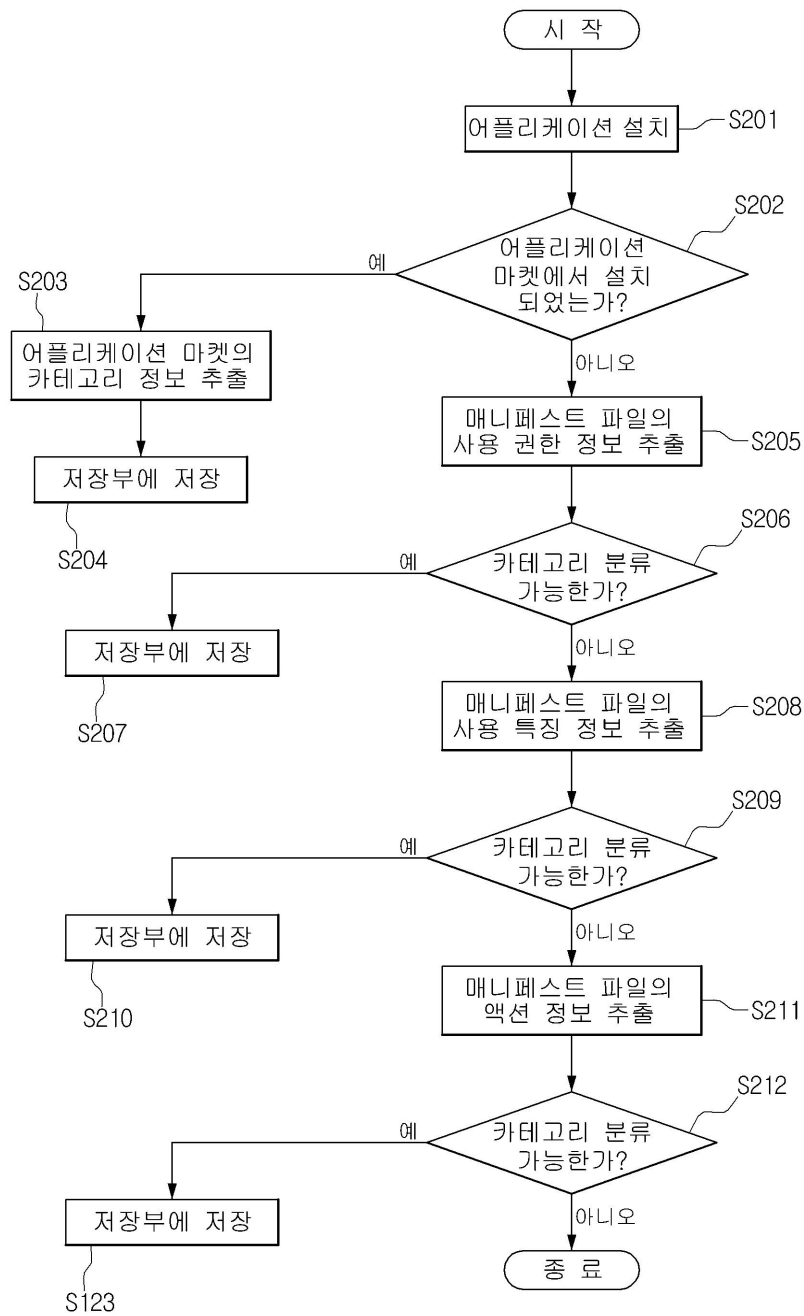 시 작
어플리케이션 설치
S201
S202
어플리케이션
마켓에서 설치
되었는가?
예
S203
어플리케이션 마켓의
카테고리 정보 추출
아니오
매니페스트 파일의
사용 권한 정보 추출
S205
저장부에 저장
S204
S206
카테고리 분류
가능한가?
예
저장부에 저장
S207
아니오
매니페스트 파일의
사용 특징 정보 추출
S208
S209
카테고리 분류
가능한가?
예
저장부에 저장
S210
아니오
매니페스트 파일의
액션 정보 추출
S211
S212
카테고리 분류
가능한가?
예
저장부에 저장
S123
아니오
종 료